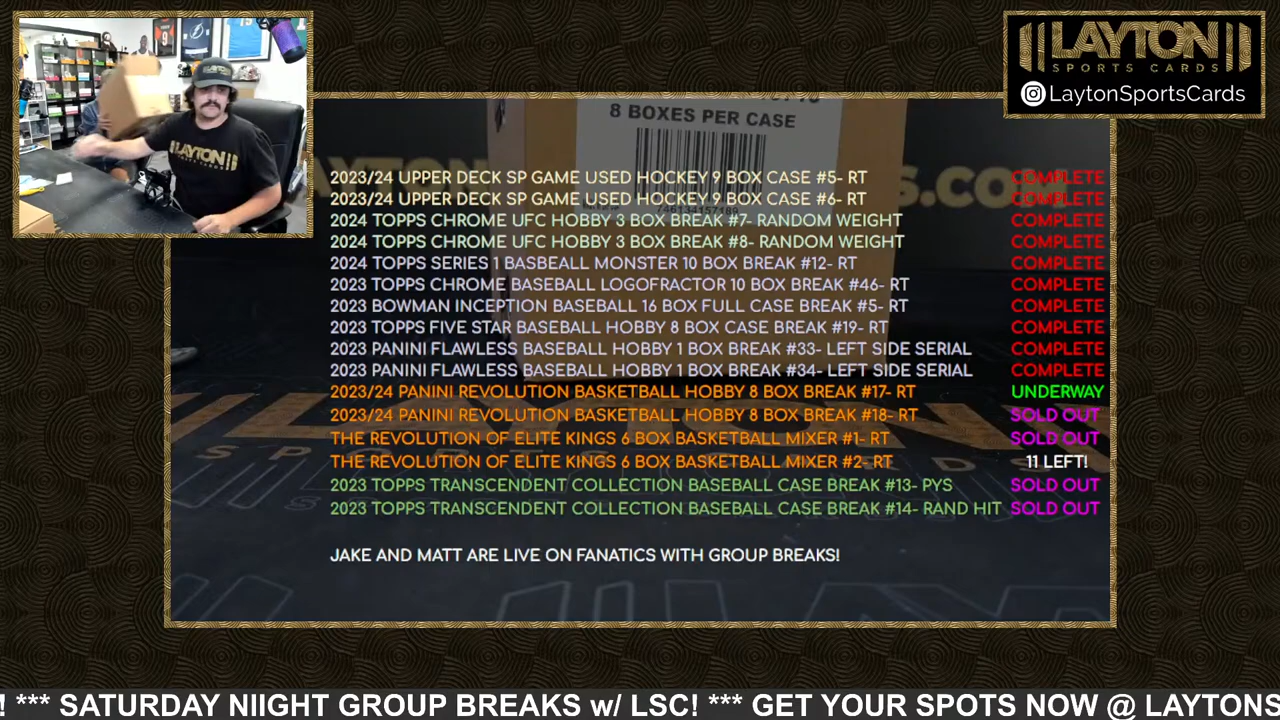 LAYTON
SPORTS CARDS
LaytonSportsCards
8 BOXES PER CASE
2023/24 UPPER DECK SP GAME USED HOCKEY 9 BOX CASE #5- RT COMPLETE
2023/24 UPPER DECK SP GAME USED HOCKEY 9 BOX CASE #6- RT COMPLETE
2024 TOPPS CHROME UFC HOBBY 3 BOX BREAK #7- RANDOM WEIGHT COMPLETE
2024 TOPPS CHROME UFC HOBBY 3 BOX BREAK #8- RANDOM WEIGHT COMPLETE
2024 TOPPS SERIES 1 BASBEALL MONSTER 10 BOX BREAK #12- RT COMPLETE
2023 TOPPS CHROME BASEBALL LOGOFRACTOR 10 BOX BREAK #46- RT COMPLETE
2023 BOWMAN INCEPTION BASEBALL 16 BOX FULL CASE BREAK #5- RT COMPLETE
2023 TOPPS FIVE STAR BASEBALL HOBBY 8 BOX CASE BREAK #19- RT COMPLETE
2023 PANINI FLAWLESS BASEBALL HOBBY 1 BOX BREAK #33- LEFT SIDE SERIAL COMPLETE
2023 PANINI FLAWLESS BASEBALL HOBBY 1 BOX BREAK #34- LEFT SIDE SERIAL COMPLETE
2023/24 PANINI REVOLUTION BASKETBALL HOBBY 8 BOX BREAK #17- RT UNDERWAY
2023/24 PANINI REVOLUTION BASKETBALL HOBBY 8 BOX BREAK #18- RT SOLD OUT
THE REVOLUTION OF ELITE KINGS 6 BOX BASKETBALL MIXER #1- RT SOLD OUT
THE REVOLUTION OF ELITE KINGS 6 BOX BASKETBALL MIXER #2- RT 11 LEFT!
2023 TOPPS TRANSCENDENT COLLECTION BASEBALL CASE BREAK #13- PYS SOLD OUT
2023 TOPPS TRANSCENDENT COLLECTION BASEBALL CASE BREAK #14- RAND HIT SOLD OUT
JAKE AND MATT ARE LIVE ON FANATICS WITH GROUP BREAKS!
! *** SATURDAY NIIGHT GROUP BREAKS w/ LSC! *** GET YOUR SPOTS NOW @ LAYTONS